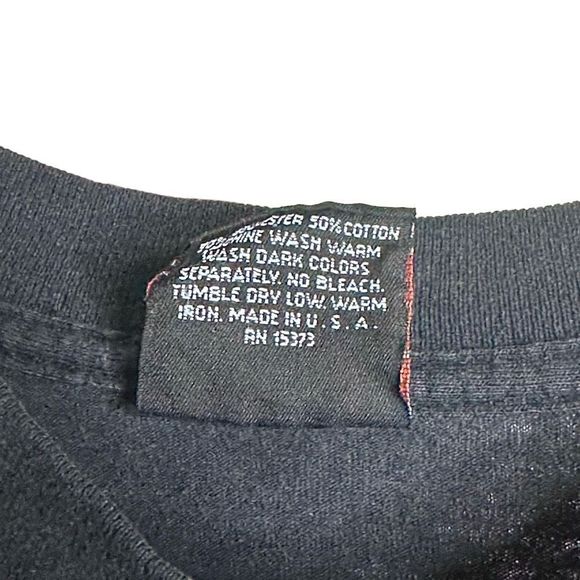 50% COTTON
WASH WARM
WASH DARK COLORS
SEPARATELY. NO BLEACH.
TUMBLE DRY LOW. WARM
IRON. MADE IN U. S. A.
RN 15373